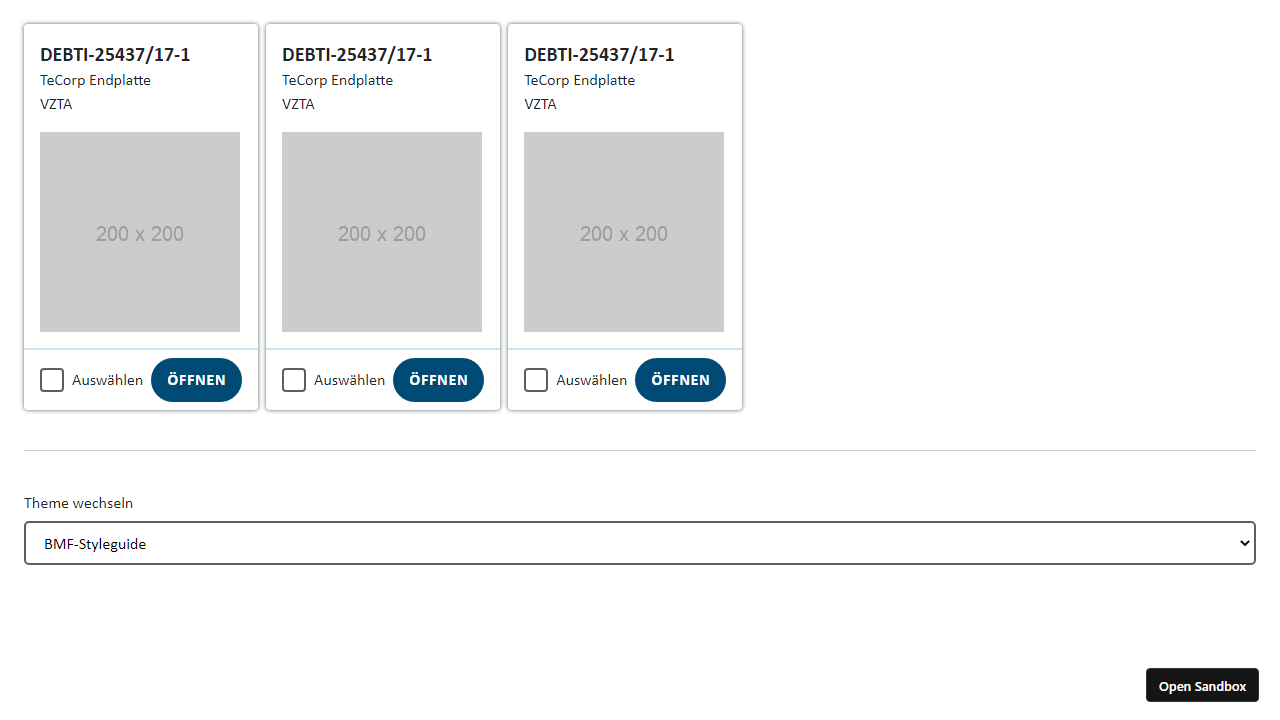 DEBTI-25437/17-1
TeCorp Endplatte
VZTA
200 x 200
Auswählen
ÖFFNEN
DEBTI-25437/17-1
TeCorp Endplatte
VZTA
200 x 200
Auswählen
ÖFFNEN
DEBTI-25437/17-1
TeCorp Endplatte
VZTA
200 x 200
Auswählen
ÖFFNEN
Theme wechseln
BMF-Styleguide
Open Sandbox